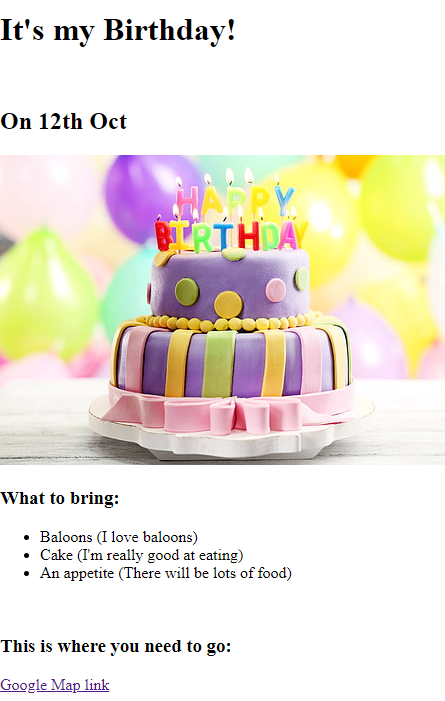 It's my Birthday!
On 12th Oct
HAPPY
BIRTHDAY
What to bring:
Baloons (I love baloons)
Cake (I'm really good at eating)
An appetite (There will be lots of food)
This is where you need to go:
Google Map link